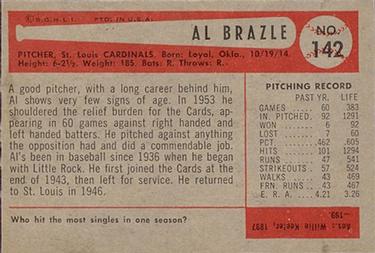 © B.G.H.L.I. PTD. IN U.S.A.
AL BRAZLE
NO. 142
PITCHER, St. Louis CARDINALS. Born: Loyal, Okla., 10/19/14.
Height: 6-2½. Weight: 185. Bats: R. Throws: R.
A good pitcher, with a long career behind him,
Al shows very few signs of age. In 1953 he
shouldered the relief burden for the Cards, ap-
pearing in 60 games against right handed and
left handed batters. He pitched against anything
the opposition had and did a commendable job.
Al's been in baseball since 1936 when he began
with Little Rock. He first joined the Cards at the
end of 1943, then left for service. He returned
to St. Louis in 1946.
PITCHING RECORD
PAST YR. LIFE
GAMES 60 383
IN. PITCHED 92 1291
WON 6 92
LOST 7 60
PCT. .462 .605
HITS 101 1294
RUNS 47 541
STRIKEOUTS 57 524
WALKS 43 469
ERN. RUNS 43 467
E. R. A. 4.21 3.26
Who hit the most singles in one season?
Ans: Willie Keeler, 1897
—193.